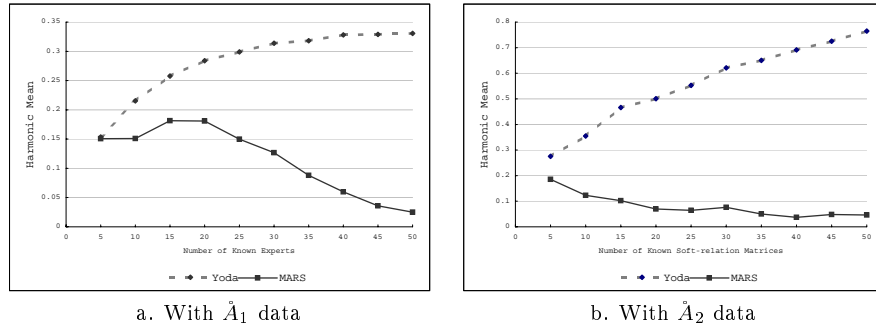 0.35
0.3
0.25
0.2
0.15
0.1
0.05
0
Harmonic Mean
0 5 10 15 20 25 30 35 40 45 50
Number of Known Experts
Yoda MARS
a. With Å₁ data
0.8
0.7
0.6
0.5
0.4
0.3
0.2
0.1
0
Harmonic Mean
0 5 10 15 20 25 30 35 40 45 50
Number of Known Soft-relation Matrices
Yoda MARS
b. With Å₂ data